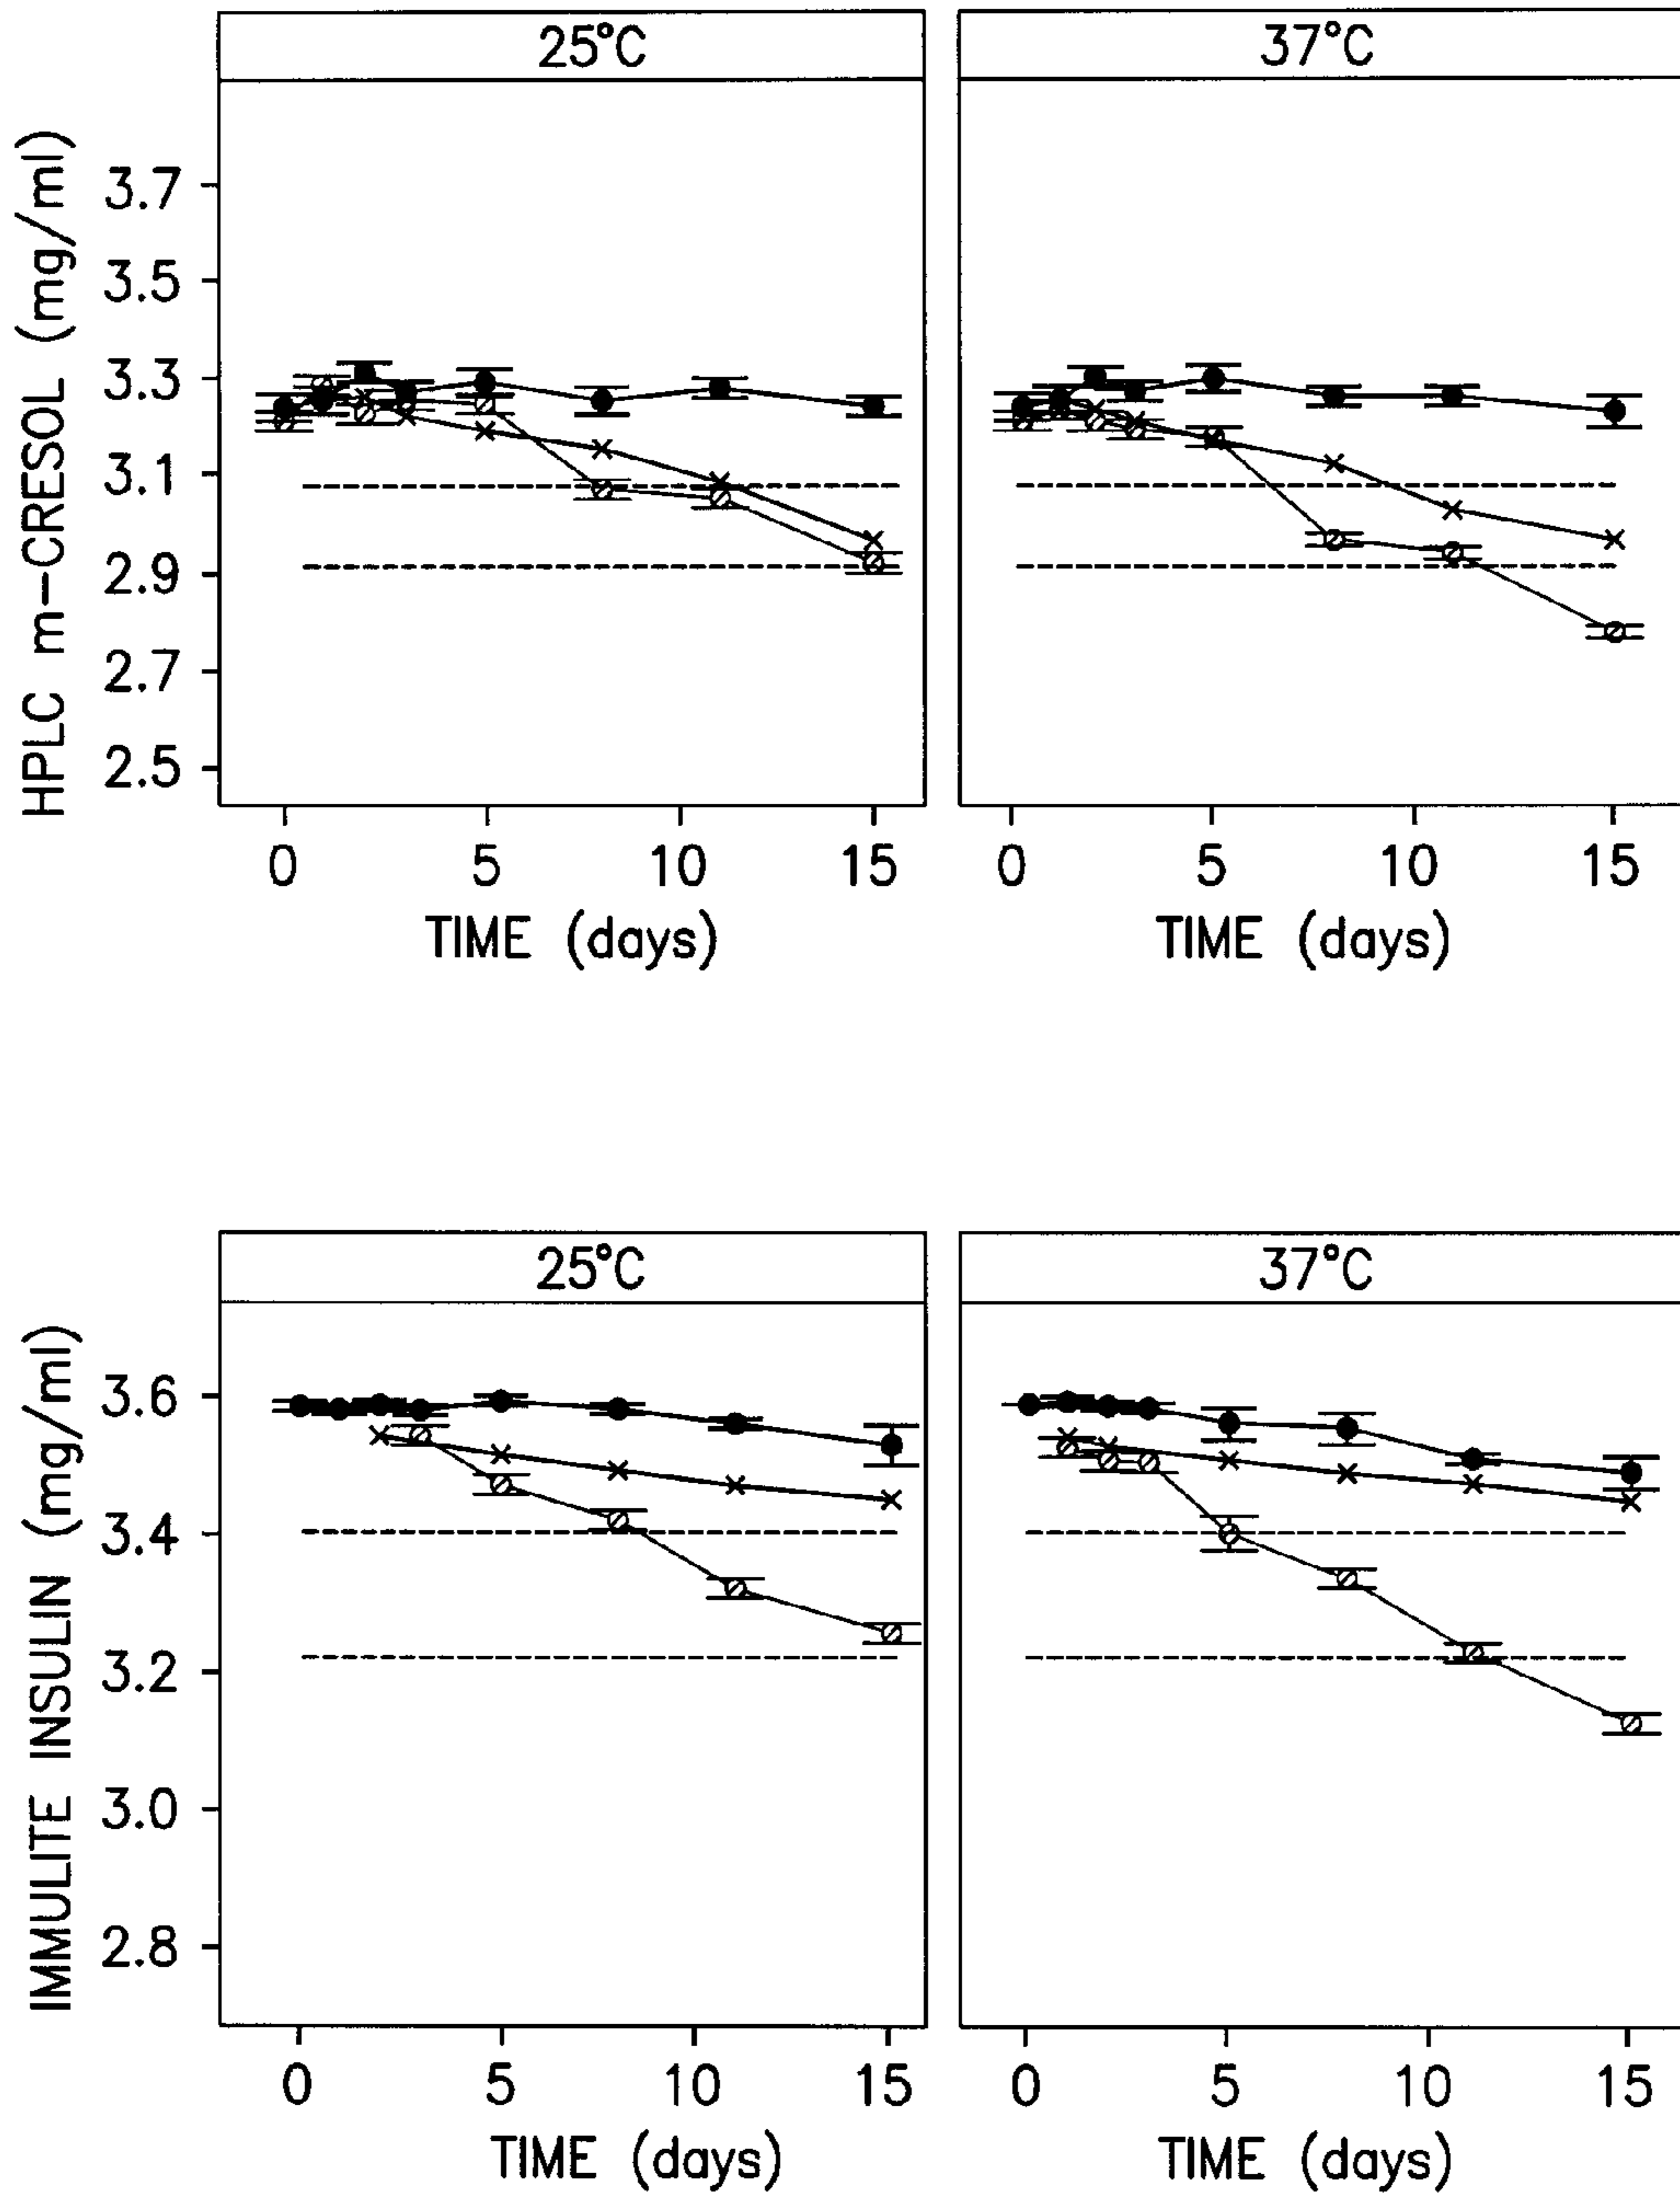 25°C
37°C
HPLC m-CRESOL (mg/ml)
3.7
3.5
3.3
3.1
2.9
2.7
2.5
0 5 10 15
0 5 10 15
TIME (days)
TIME (days)
25°C
37°C
IMMULITE INSULIN (mg/ml)
3.6
3.4
3.2
3.0
2.8
0 5 10 15
0 5 10 15
TIME (days)
TIME (days)